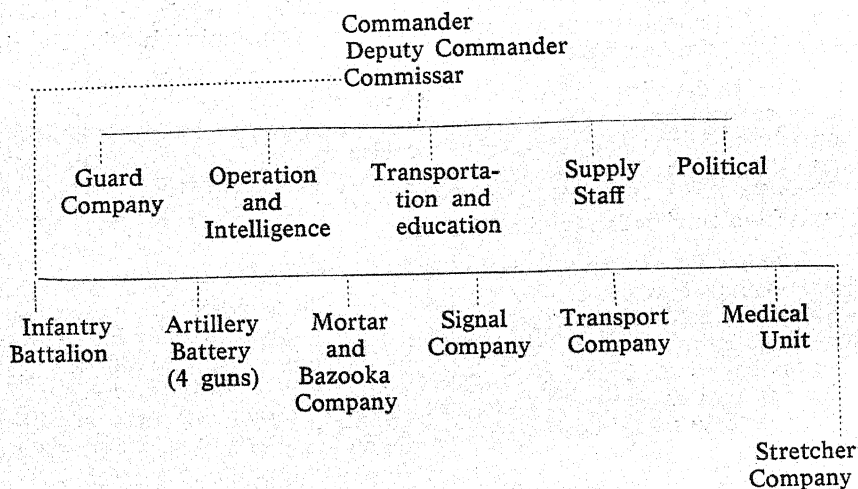 Commander
Deputy Commander
Commissar
Guard
Company
Operation
and
Intelligence
Transporta-
tion and
education
Supply
Staff
Political
Infantry
Battalion
Artillery
Battery
(4 guns)
Mortar
and
Bazooka
Company
Signal
Company
Transport
Company
Medical
Unit
Stretcher
Company